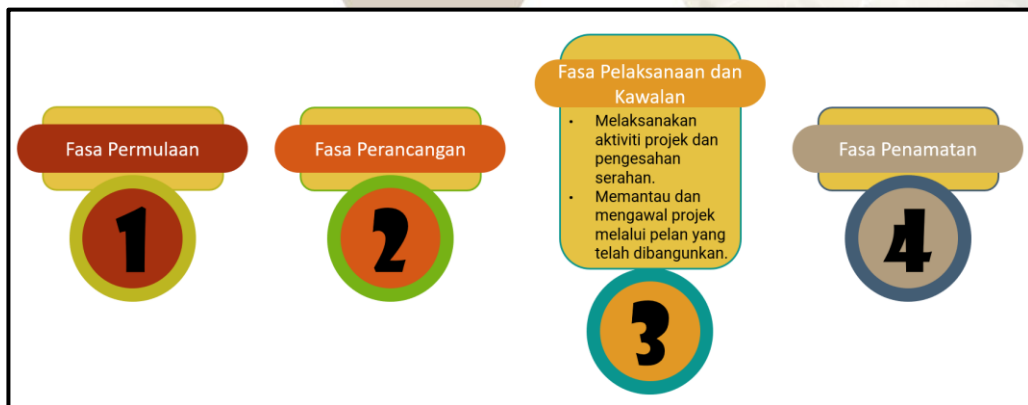 Fasa Permulaan
1
Fasa Perancangan
2
Fasa Pelaksanaan dan
Kawalan
• Melaksanakan
aktiviti projek dan
pengesahan
serahan.
• Memantau dan
mengawal projek
melalui pelan yang
telah dibangunkan.
3
Fasa Penamatan
4